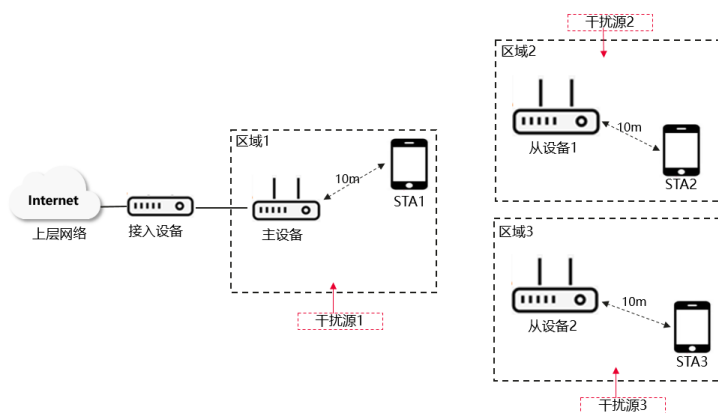 干扰源2
区域2
10m
从设备1
STA2
区域1
10m
STA1
Internet
上层网络
接入设备
主设备
干扰源1
区域3
10m
从设备2
STA3
干扰源3